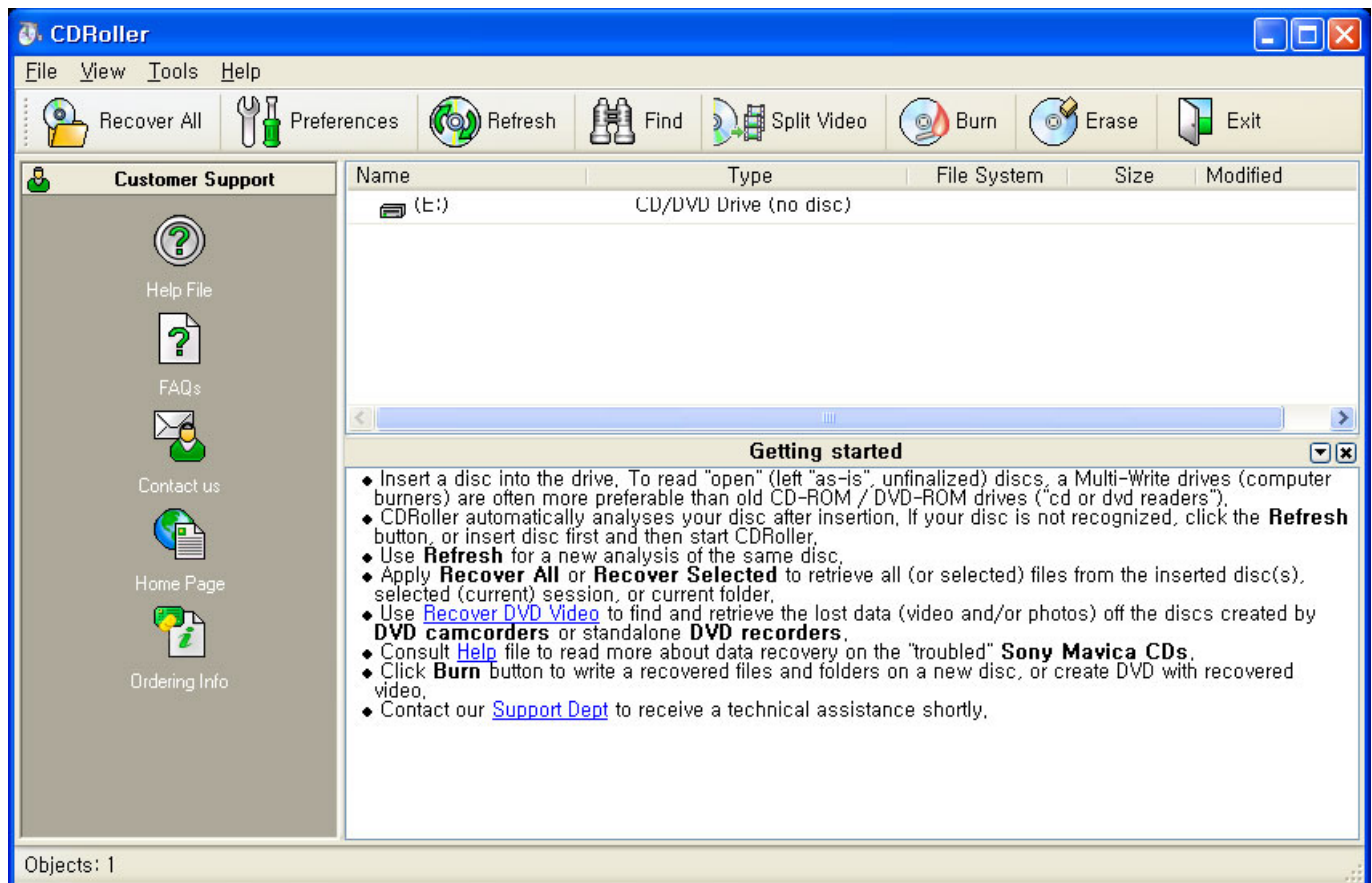 CDRoller
File View Tools Help
Recover All Preferences Refresh Find Split Video Burn Erase Exit
Customer Support
Help File
FAQs
Contact us
Home Page
Ordering Info
Name Type File System Size Modified
(E:) CD/DVD Drive (no disc)
Getting started
◆ Insert a disc into the drive, To read "open" (left "as-is", unfinalized) discs, a Multi-Write drives (computer
burners) are often more preferable than old CD-ROM / DVD-ROM drives ("cd or dvd readers"),
◆ CDRoller automatically analyses your disc after insertion, If your disc is not recognized, click the Refresh
button, or insert disc first and then start CDRoller,
◆ Use Refresh for a new analysis of the same disc,
◆ Apply Recover All or Recover Selected to retrieve all (or selected) files from the inserted disc(s),
selected (current) session, or current folder,
◆ Use Recover DVD Video to find and retrieve the lost data (video and/or photos) off the discs created by
DVD camcorders or standalone DVD recorders,
◆ Consult Help file to read more about data recovery on the "troubled" Sony Mavica CDs,
◆ Click Burn button to write a recovered files and folders on a new disc, or create DVD with recovered
video,
◆ Contact our Support Dept to receive a technical assistance shortly,
Objects: 1